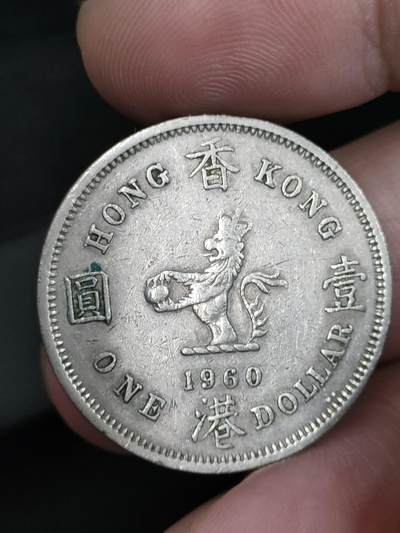 HONG KONG
香
圓
壹
1960
港
ONE DOLLAR